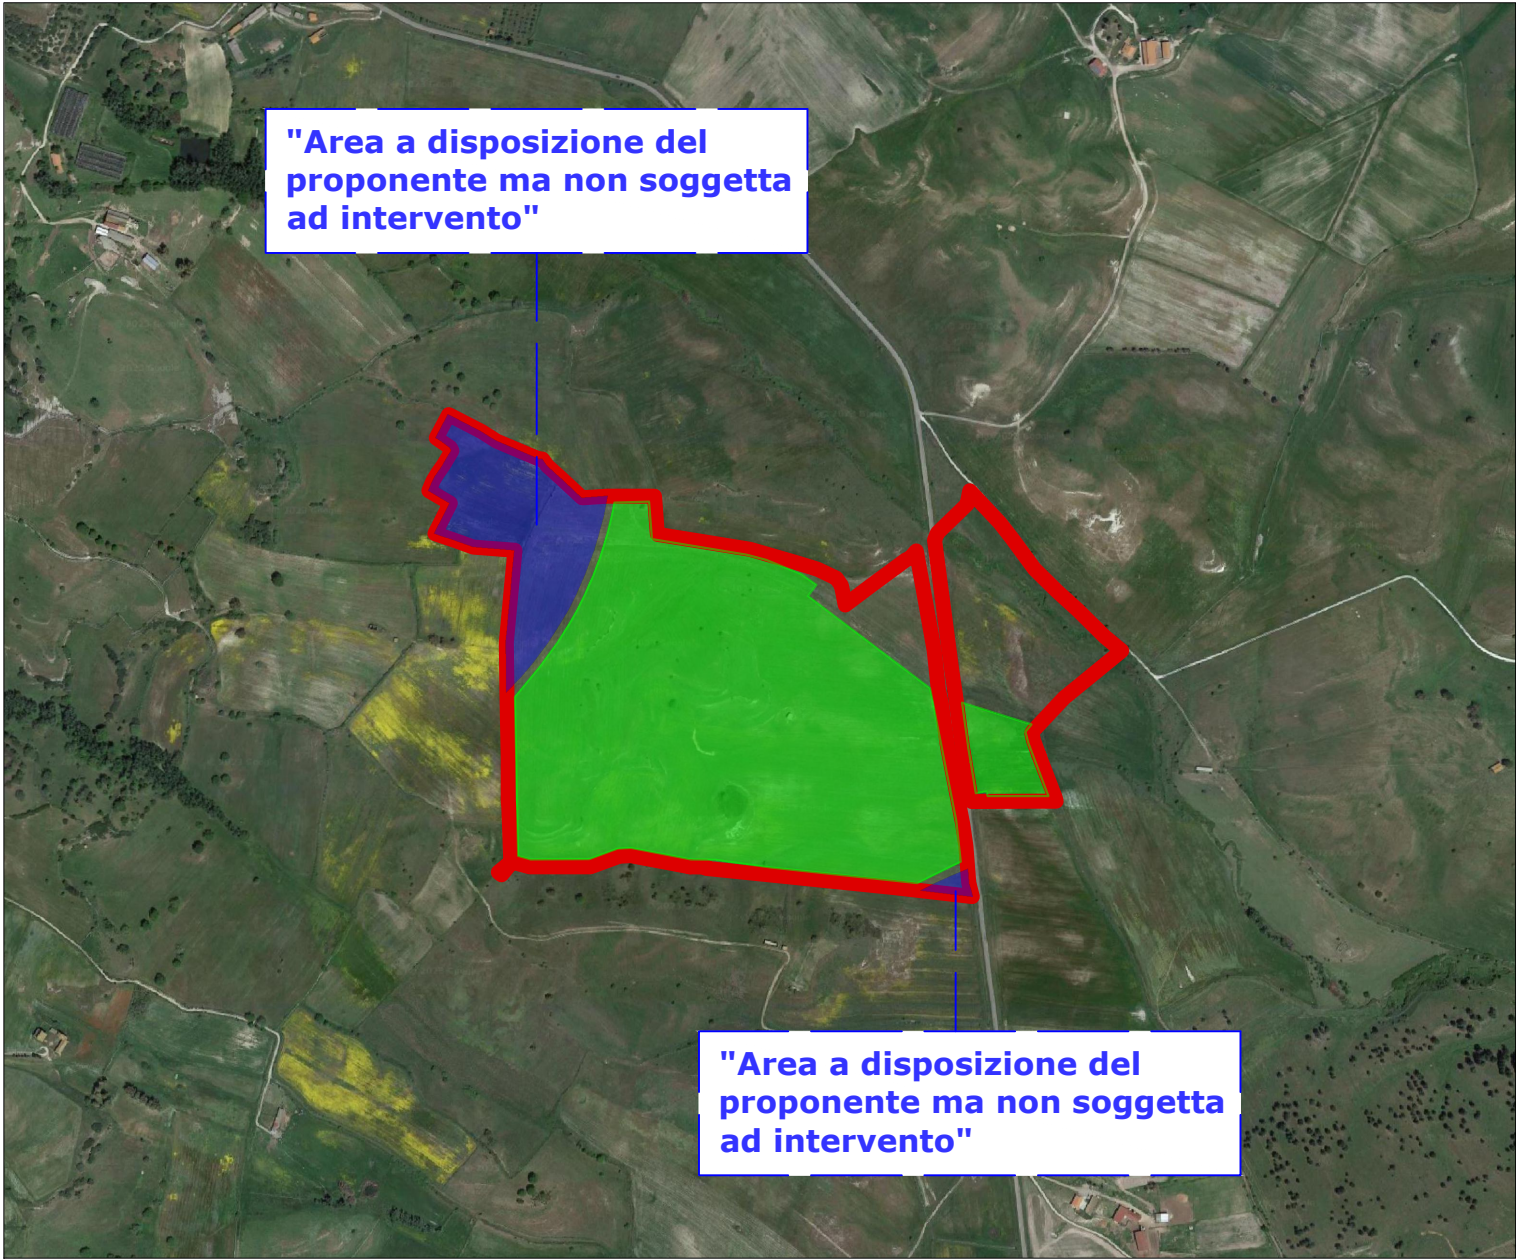 "Area a disposizione del
proponente ma non soggetta
ad intervento"
"Area a disposizione del
proponente ma non soggetta
ad intervento"